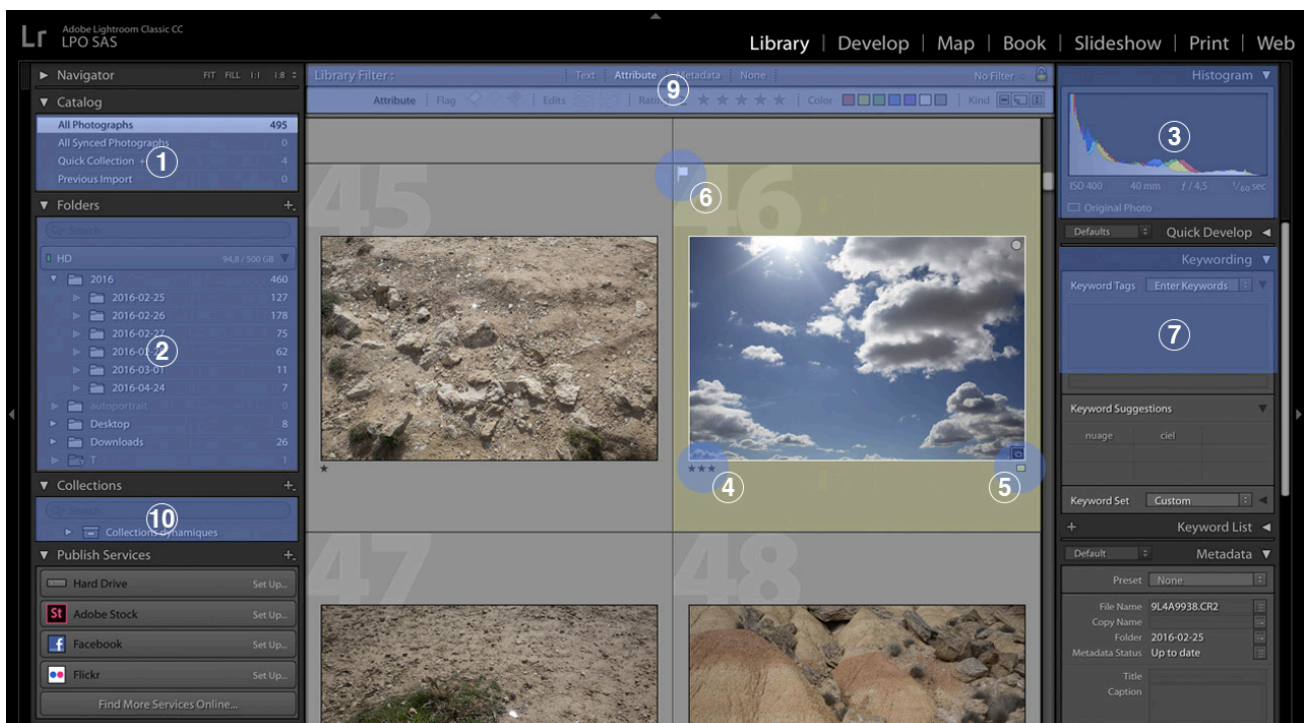 Lr Adobe Lightroom Classic CC
LPO SAS
Library | Develop | Map | Book | Slideshow | Print | Web
Navigator FIT FILL 1:1 1:8
Catalog
All Photographs 495
All Synced Photographs 0
Quick Collection + 4
Previous Import 0
1
Folders +
Search
HD 94,8 / 500 GB
2016 460
2016-02-25 127
2016-02-26 178
2016-02-27 75
2016-02- 62
2016-03-01 11
2016-04-24 7
2
autoportrait 0
Desktop 8
Downloads 26
T 1
Collections +
Search
10
Collections dynamiques
Publish Services +
Hard Drive Set Up...
St Adobe Stock Set Up...
f Facebook Set Up...
Flickr Set Up...
Find More Services Online...
Library Filter : Text Attribute Metadata None No Filter
9
Attribute | Flag | Edits | Rating ★ ★ ★ ★ ★ | Color | Kind
45
★
46
6
★★★
4
5
47
48
Histogram
3
ISO 400 40 mm ƒ / 4,5 1/60 sec
Original Photo
Defaults Quick Develop
Keywording
Keyword Tags Enter Keywords
7
Keyword Suggestions
nuage ciel
Keyword Set Custom
+ Keyword List
Default Metadata
Preset None
File Name 9L4A9938.CR2
Copy Name
Folder 2016-02-25
Metadata Status Up to date
Title
Caption